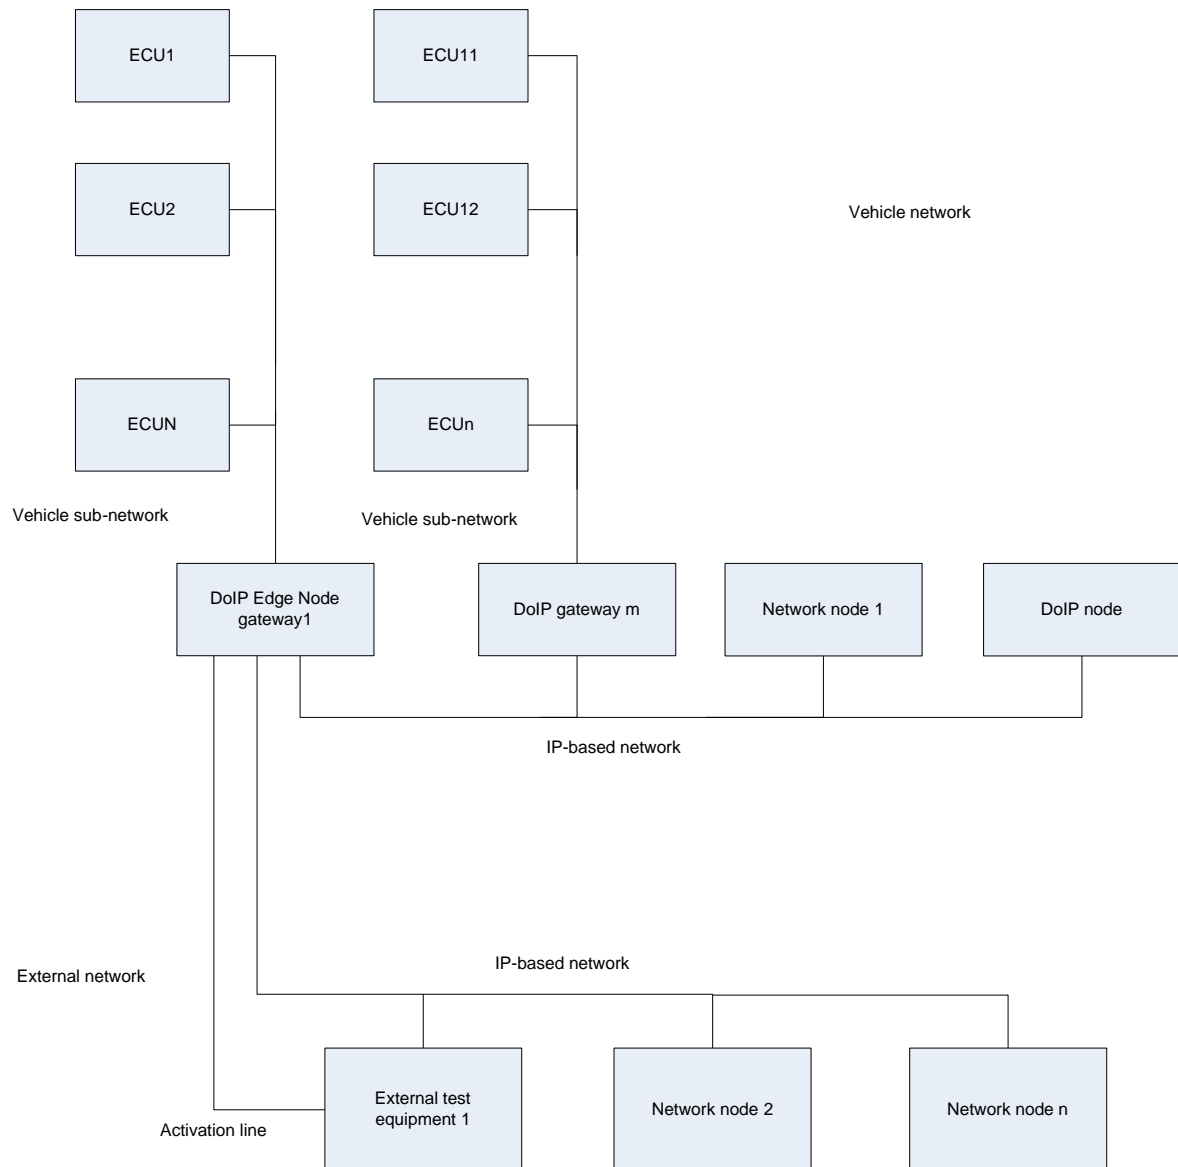 ECU1
ECU11
ECU2
ECU12
Vehicle network
ECUN
ECUn
Vehicle sub-network
Vehicle sub-network
DoIP Edge Node
gateway1
DoIP gateway m
Network node 1
DoIP node
IP-based network
IP-based network
External network
External test
equipment 1
Network node 2
Network node n
Activation line